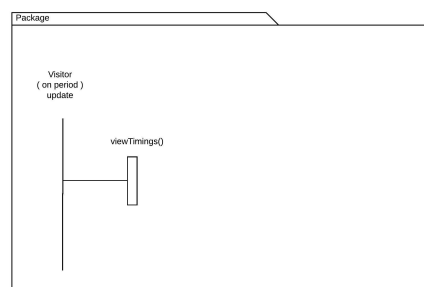 Package
Visitor
( on period )
update
viewTimings()